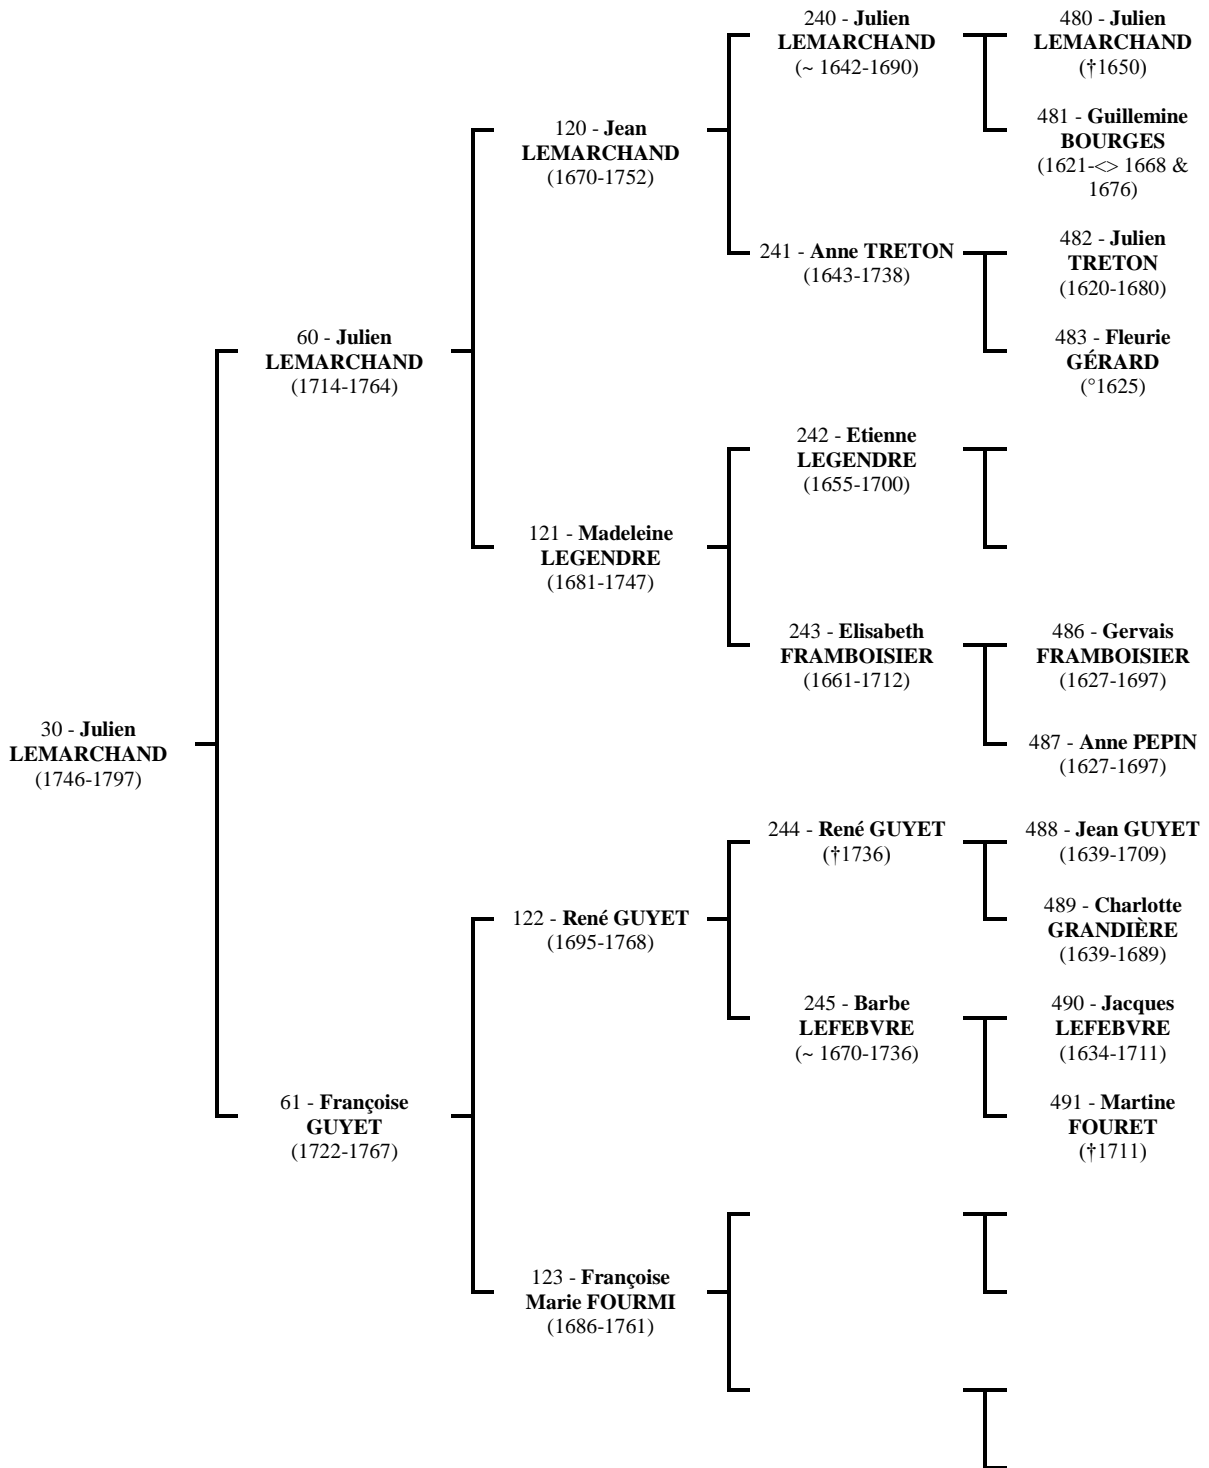 240 - Julien
LEMARCHAND
(~ 1642-1690)
480 - Julien
LEMARCHAND
(†1650)
481 - Guillemine
BOURGES
(1621-<> 1668 &
1676)
120 - Jean
LEMARCHAND
(1670-1752)
241 - Anne TRETON
(1643-1738)
482 - Julien
TRETON
(1620-1680)
483 - Fleurie
GÉRARD
(°1625)
60 - Julien
LEMARCHAND
(1714-1764)
242 - Etienne
LEGENDRE
(1655-1700)
121 - Madeleine
LEGENDRE
(1681-1747)
243 - Elisabeth
FRAMBOISIER
(1661-1712)
486 - Gervais
FRAMBOISIER
(1627-1697)
487 - Anne PEPIN
(1627-1697)
30 - Julien
LEMARCHAND
(1746-1797)
244 - René GUYET
(†1736)
488 - Jean GUYET
(1639-1709)
489 - Charlotte
GRANDIÈRE
(1639-1689)
122 - René GUYET
(1695-1768)
245 - Barbe
LEFEBVRE
(~ 1670-1736)
490 - Jacques
LEFEBVRE
(1634-1711)
491 - Martine
FOURET
(†1711)
61 - Françoise
GUYET
(1722-1767)
123 - Françoise
Marie FOURMI
(1686-1761)